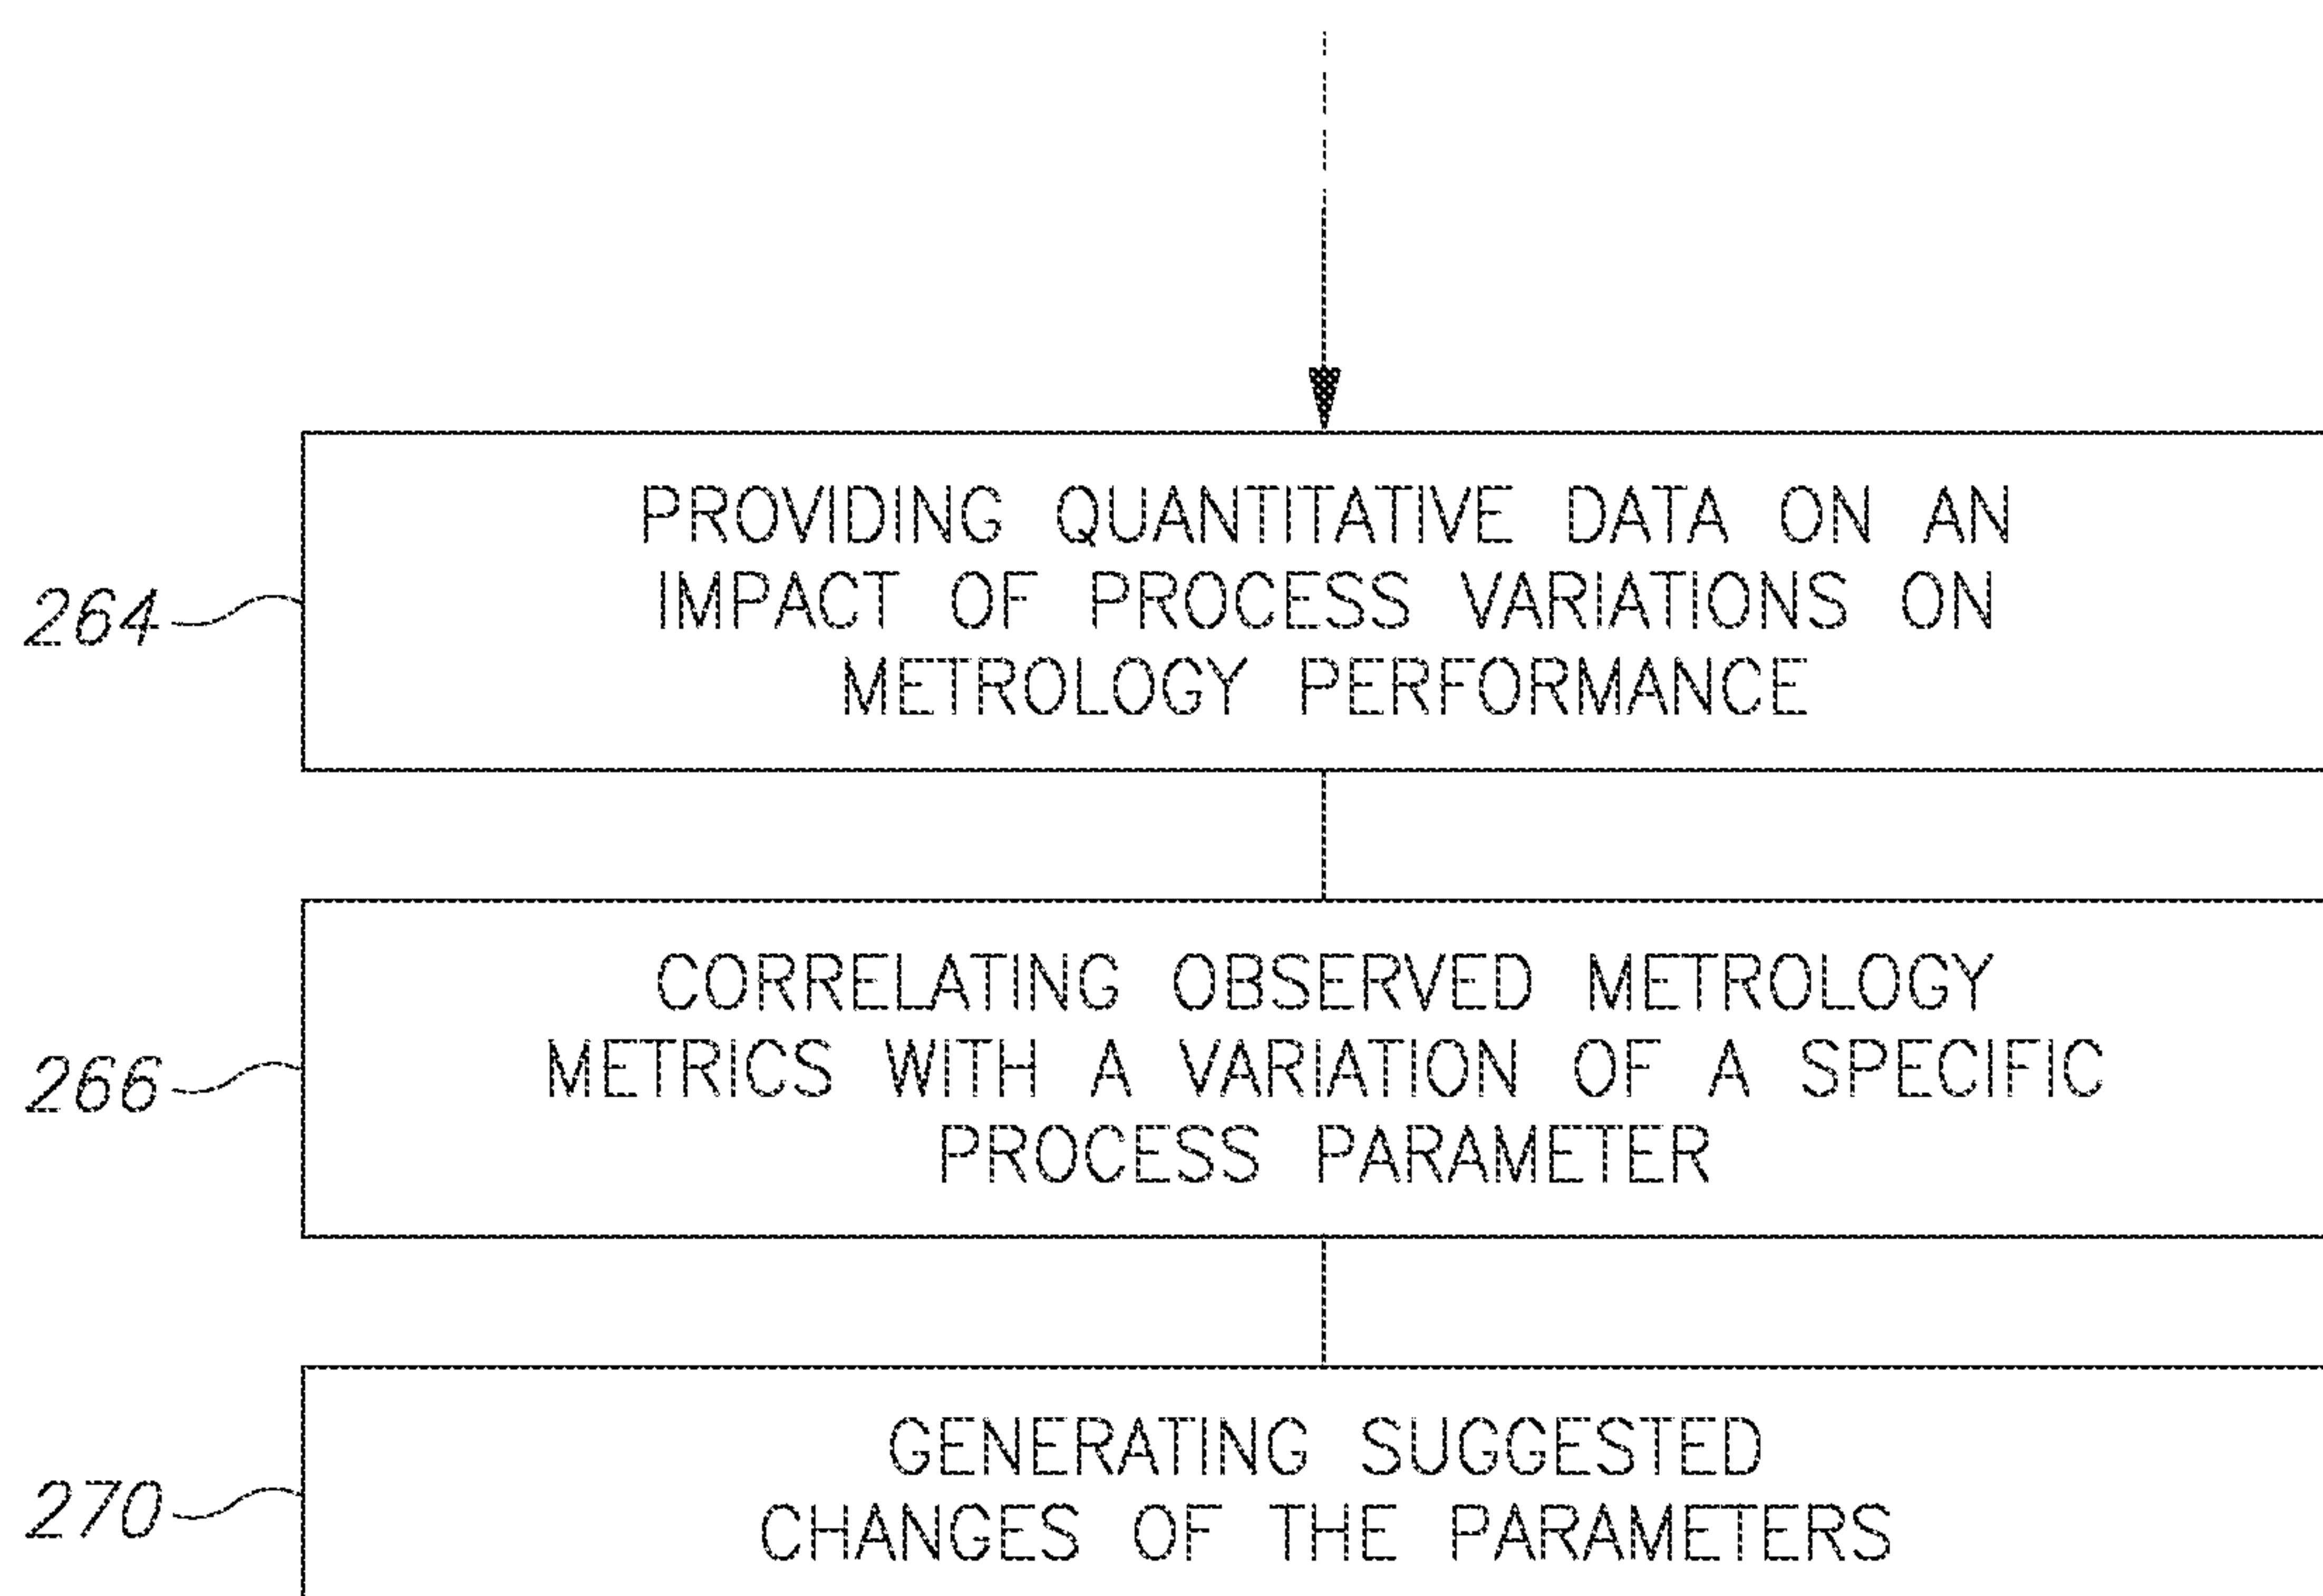 264
PROVIDING QUANTITATIVE DATA ON AN
IMPACT OF PROCESS VARIATIONS ON
METROLOGY PERFORMANCE
266
CORRELATING OBSERVED METROLOGY
METRICS WITH A VARIATION OF A SPECIFIC
PROCESS PARAMETER
270
GENERATING SUGGESTED
CHANGES OF THE PARAMETERS